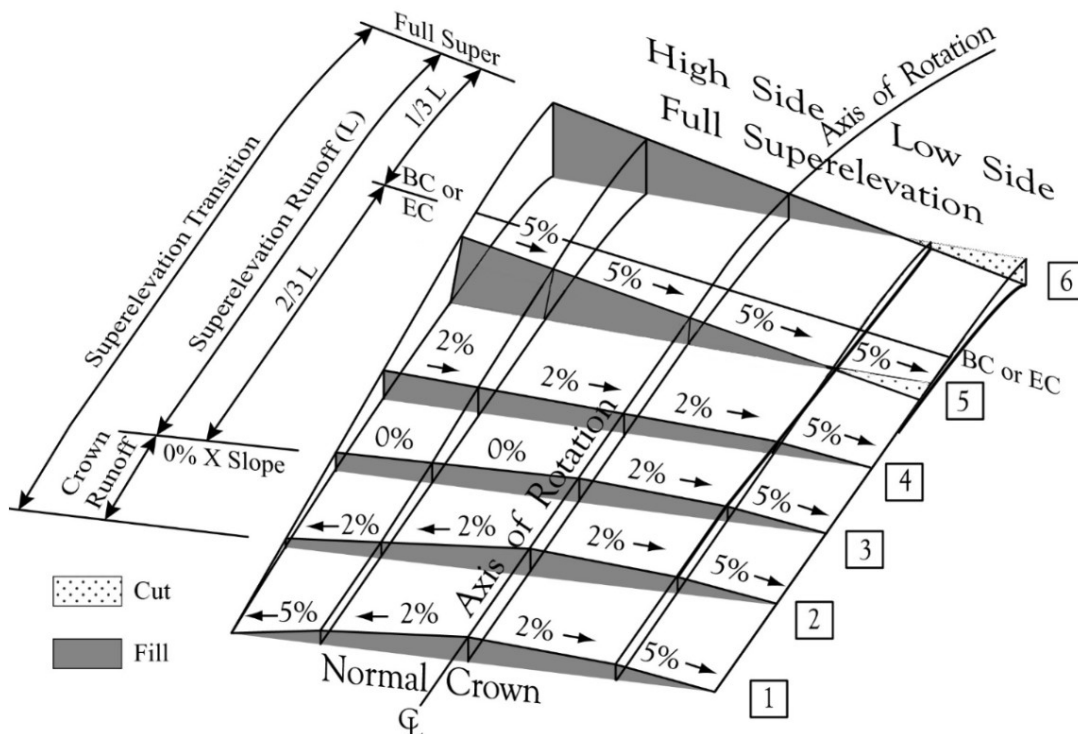 Full Super
High Side
Full Superelevation
Axis of Rotation
Low Side
Superelevation Transition
Superelevation Runoff (L)
1/3 L
BC or
EC
2/3 L
Crown
Runoff
0% X Slope
5%
5%
5%
5%
6
BC or EC
5
2%
2%
2%
5%
4
0%
0%
2%
5%
3
2%
2%
2%
5%
2
5%
2%
2%
5%
1
Axis of Rotation
Normal Crown
CL
Cut
Fill